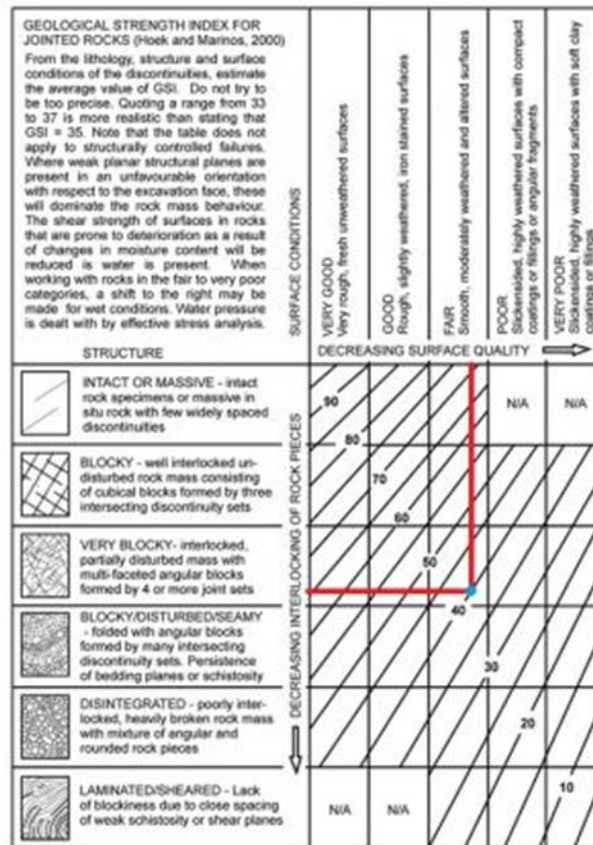 GEOLOGICAL STRENGTH INDEX FOR
JOINTED ROCKS (Hoek and Marinos, 2000)
From the lithology, structure and surface
conditions of the discontinuities, estimate
the average value of GSI. Do not try to
be too precise. Quoting a range from 33
to 37 is more realistic than stating that
GSI = 35. Note that the table does not
apply to structurally controlled failures.
Where weak planar structural planes are
present in an unfavourable orientation
with respect to the excavation face, these
will dominate the rock mass behaviour.
The shear strength of surfaces in rocks
that are prone to deterioration as a result
of changes in moisture content will be
reduced is water is present. When
working with rocks in the fair to very poor
categories, a shift to the right may be
made for wet conditions. Water pressure
is dealt with by effective stress analysis.
SURFACE CONDITIONS
VERY GOOD
Very rough, fresh unweathered surfaces
GOOD
Rough, slightly weathered, iron stained surfaces
FAIR
Smooth, moderately weathered and altered surfaces
POOR
Slickensided, highly weathered surfaces with compact
coatings or fillings or angular fragments
VERY POOR
Slickensided, highly weathered surfaces with soft clay
coatings or fillings
STRUCTURE
DECREASING SURFACE QUALITY
DECREASING INTERLOCKING OF ROCK PIECES
INTACT OR MASSIVE - intact
rock specimens or massive in
situ rock with few widely spaced
discontinuities
BLOCKY - well interlocked un-
disturbed rock mass consisting
of cubical blocks formed by three
intersecting discontinuity sets
VERY BLOCKY- interlocked,
partially disturbed mass with
multi-faceted angular blocks
formed by 4 or more joint sets
BLOCKY/DISTURBED/SEAMY
- folded with angular blocks
formed by many intersecting
discontinuity sets. Persistence
of bedding planes or schistosity
DISINTEGRATED - poorly inter-
locked, heavily broken rock mass
with mixture of angular and
rounded rock pieces
LAMINATED/SHEARED - Lack
of blockiness due to close spacing
of weak schistosity or shear planes
90
N/A
N/A
80
70
60
50
40
30
20
10
N/A
N/A